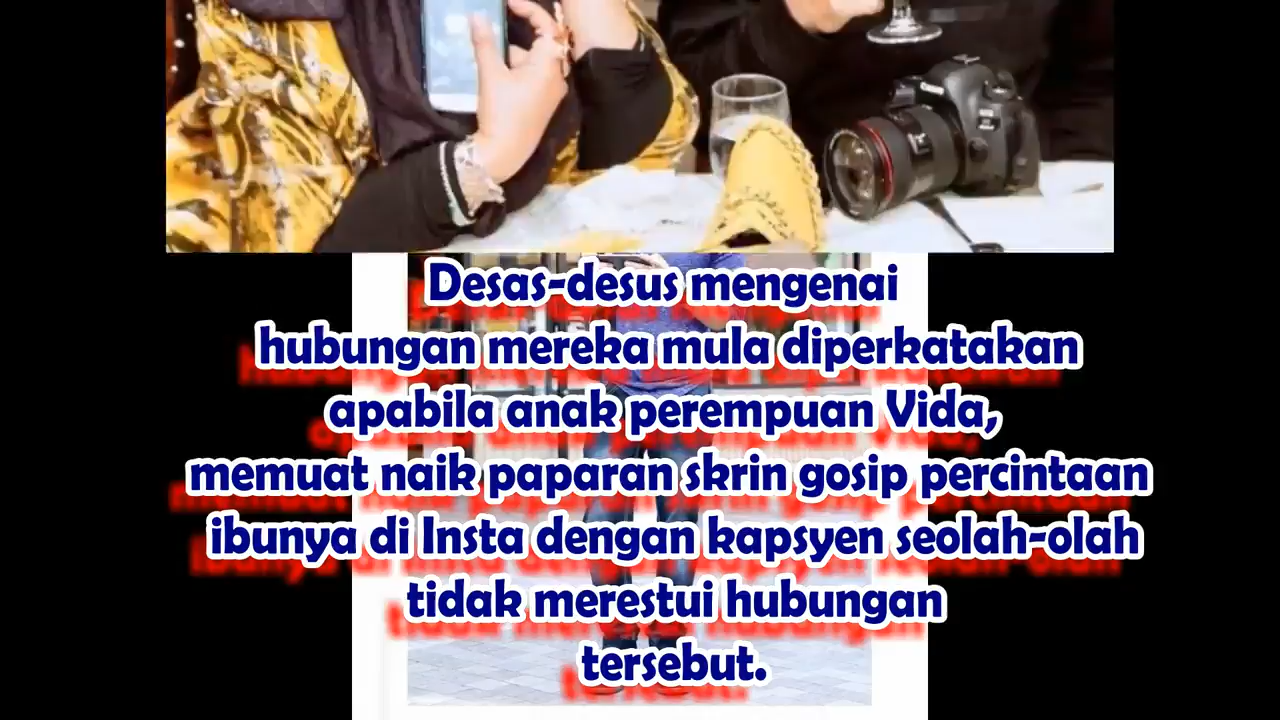 Canon
Desas-desus mengenai
hubungan mereka mula diperkatakan
apabila anak perempuan Vida,
memuat naik paparan skrin gosip percintaan
ibunya di Insta dengan kapsyen seolah-olah
tidak merestui hubungan
tersebut.